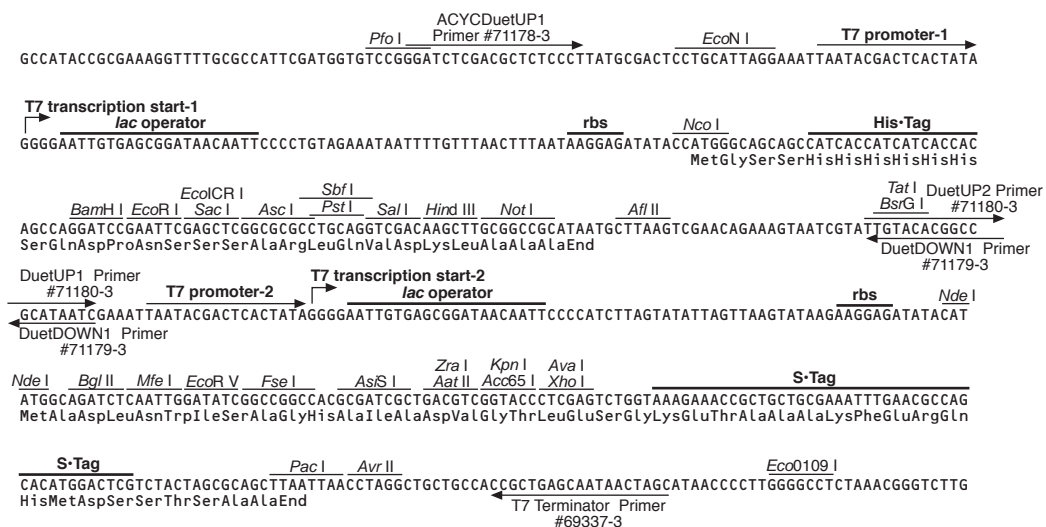 ACYCDuetUP1
Pfo I Primer #71178-3 EcoN I T7 promoter-1
GCCATACCGCGAAAGGTTTTGCGCCATTCGATGGTGTCCGGGATCTCGACGCTCTCCCTTATGCGACTCCTGCATTAGGAAATTAATACGACTCACTATA
T7 transcription start-1
lac operator rbs Nco I His•Tag
GGGGAATTGTGAGCGGATAACAATTCCCCTGTAGAAATAATTTTGTTTAACTTTAATAAGGAGATATACCATGGGCAGCAGCCATCACCATCATCACCAC
MetGlySerSerHisHisHisHisHisHis
EcoICR I Sbf I Tat I DuetUP2 Primer
BamH I EcoR I Sac I Asc I Pst I Sal I Hind III Not I Afl II BsrG I #71180-3
AGCCAGGATCCGAATTCGAGCTCGGCGCGCCTGCAGGTCGACAAGCTTGCGGCCGCATAATGCTTAAGTCGAACAGAAAGTAATCGTATTGTACACGGCC
SerGlnAspProAsnSerSerSerAlaArgLeuGlnValAspLysLeuAlaAlaAlaEnd DuetDOWN1 Primer
#71179-3
DuetUP1 Primer T7 transcription start-2
#71180-3 T7 promoter-2 lac operator rbs Nde I
GCATAATCGAAATTAATACGACTCACTATAGGGGAATTGTGAGCGGATAACAATTCCCCATCTTAGTATATTAGTTAAGTATAAGAAGGAGATATACAT
DuetDOWN1 Primer
#71179-3
Zra I Kpn I Ava I
Nde I Bgl II Mfe I EcoR V Fse I AsiS I Aat II Acc65 I Xho I S•Tag
ATGGCAGATCTCAATTGGATATCGGCCGGCCACGCGATCGCTGACGTCGGTACCCTCGAGTCTGGTAAAGAAACCGCTGCTGCGAAATTTGAACGCCAG
MetAlaAspLeuAsnTrpIleSerAlaGlyHisAlaIleAlaAspValGlyThrLeuGluSerGlyLysGluThrAlaAlaAlaLysPheGluArgGln
S•Tag Pac I Avr II Eco0109 I
CACATGGACTCGTCTACTAGCGCAGCTTAATTAACCTAGGCTGCTGCCACCGCTGAGCAATAACTAGCATAACCCCTTGGGGCCTCTAAACGGGTCTTG
HisMetAspSerSerThrSerAlaAlaEnd T7 Terminator Primer
#69337-3